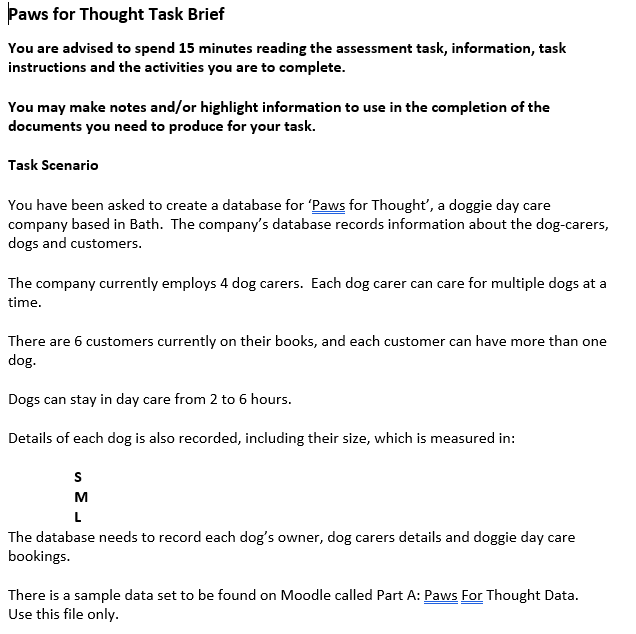 Paws for Thought Task Brief
You are advised to spend 15 minutes reading the assessment task, information, task
instructions and the activities you are to complete.
You may make notes and/or highlight information to use in the completion of the
documents you need to produce for your task.
Task Scenario
You have been asked to create a database for ‘Paws for Thought’, a doggie day care
company based in Bath.  The company’s database records information about the dog-carers,
dogs and customers.
The company currently employs 4 dog carers.  Each dog carer can care for multiple dogs at a
time.
There are 6 customers currently on their books, and each customer can have more than one
dog.
Dogs can stay in day care from 2 to 6 hours.
Details of each dog is also recorded, including their size, which is measured in:
S
M
L
The database needs to record each dog’s owner, dog carers details and doggie day care
bookings.
There is a sample data set to be found on Moodle called Part A: Paws For Thought Data.
Use this file only.